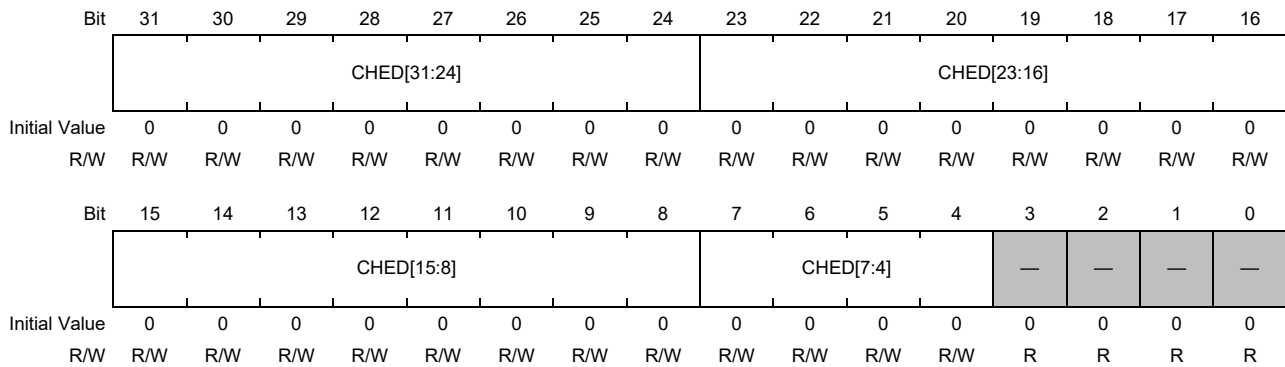 Bit 31 30 29 28 27 26 25 24 23 22 21 20 19 18 17 16
CHED[31:24] CHED[23:16]
Initial Value 0 0 0 0 0 0 0 0 0 0 0 0 0 0 0 0
R/W R/W R/W R/W R/W R/W R/W R/W R/W R/W R/W R/W R/W R/W R/W R/W R/W
Bit 15 14 13 12 11 10 9 8 7 6 5 4 3 2 1 0
CHED[15:8] CHED[7:4] — — — —
Initial Value 0 0 0 0 0 0 0 0 0 0 0 0 0 0 0 0
R/W R/W R/W R/W R/W R/W R/W R/W R/W R/W R/W R/W R/W R R R R